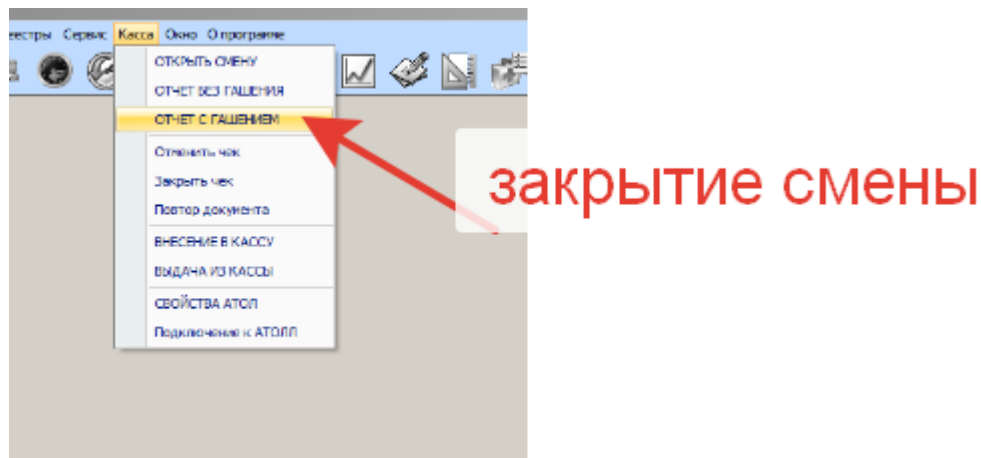 еестры Сервис Касса Окно О программе
ОТКРЫТЬ СМЕНУ
ОТЧЕТ БЕЗ ГАШЕНИЯ
ОТЧЕТ С ГАШЕНИЕМ
Отменить чек
Закрыть чек
Повтор документа
ВНЕСЕНИЕ В КАССУ
ВЫДАЧА ИЗ КАССЫ
СВОЙСТВА АТОЛ
Подключение к АТОЛЛ
закрытие смены